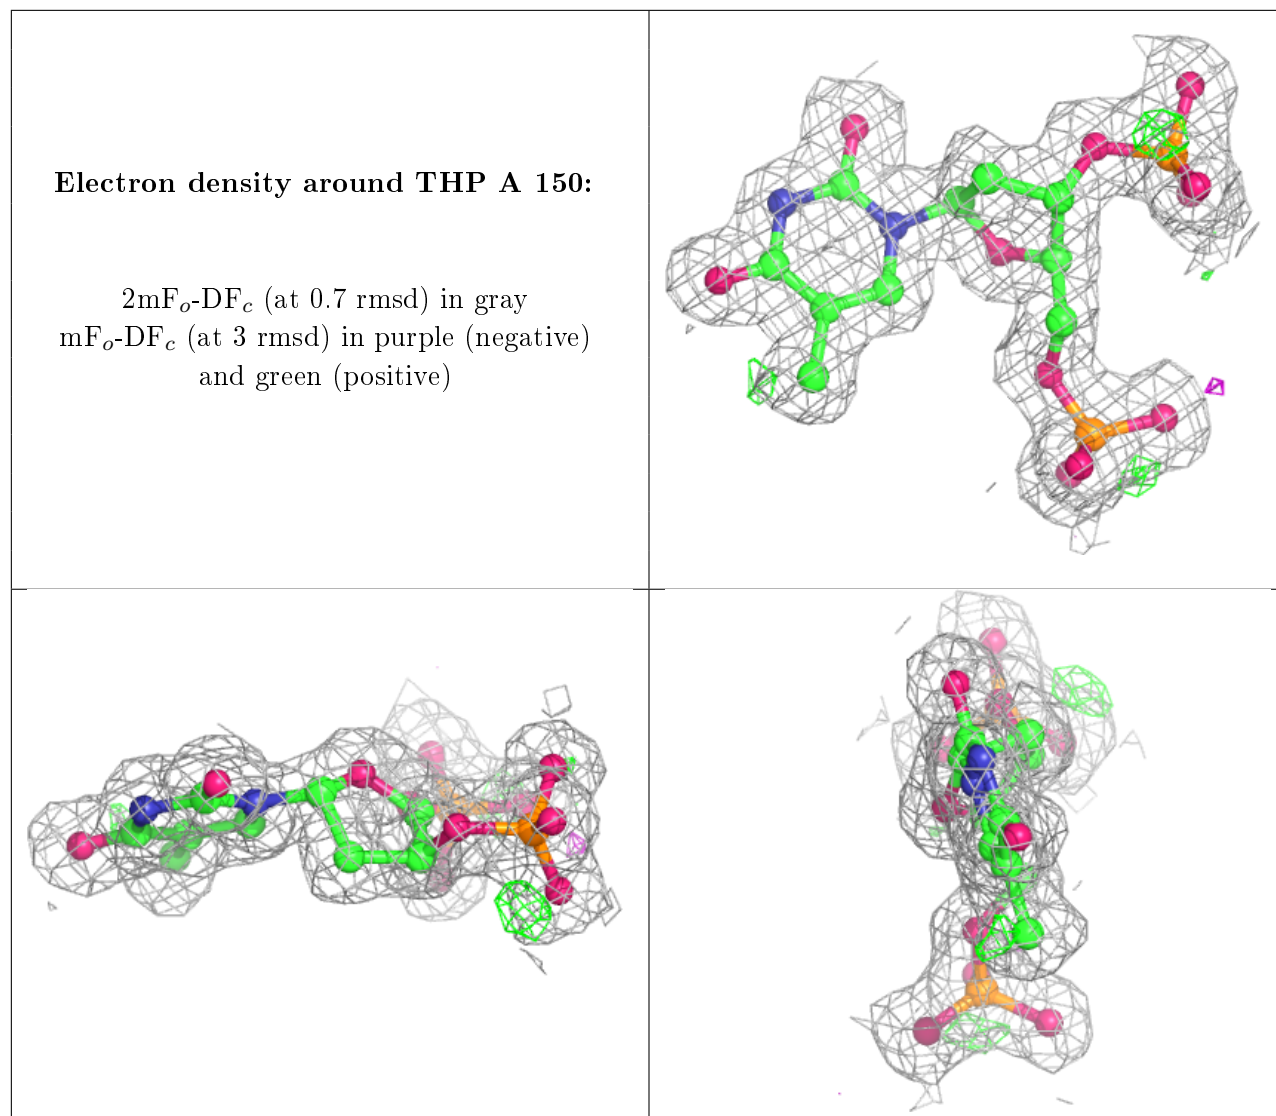 Electron density around THP A 150:
2mFₒ-DF𝒸 (at 0.7 rmsd) in gray
mFₒ-DF𝒸 (at 3 rmsd) in purple (negative)
and green (positive)